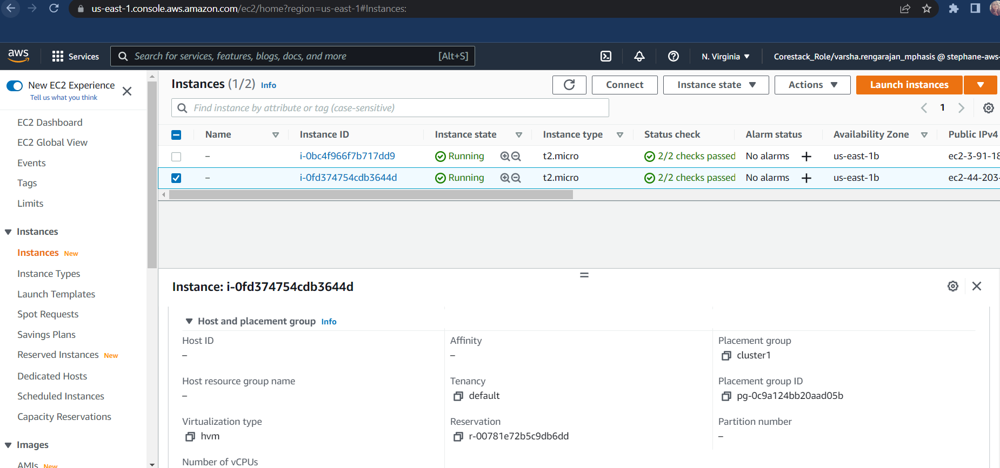 us-east-1.console.aws.amazon.com/ec2/home?region=us-east-1#Instances:
aws Services Search for services, features, blogs, docs, and more [Alt+S] N. Virginia Corestack_Role/varsha.rengarajan_mphasis @ stephane-aws-
New EC2 Experience
Tell us what you think
EC2 Dashboard
EC2 Global View
Events
Tags
Limits
Instances
Instances New
Instance Types
Launch Templates
Spot Requests
Savings Plans
Reserved Instances New
Dedicated Hosts
Scheduled Instances
Capacity Reservations
Images
AMIs New
Instances (1/2) Info
Connect Instance state Actions Launch instances
Find instance by attribute or tag (case-sensitive)
1
Name Instance ID Instance state Instance type Status check Alarm status Availability Zone Public IPv4
– i-0bc4f966f7b717dd9 Running t2.micro 2/2 checks passed No alarms + us-east-1b ec2-3-91-18
– i-0fd374754cdb3644d Running t2.micro 2/2 checks passed No alarms + us-east-1b ec2-44-203-
Instance: i-0fd374754cdb3644d
Host and placement group Info
Host ID
–
Affinity
–
Placement group
cluster1
Host resource group name
–
Tenancy
default
Placement group ID
pg-0c9a124bb20aad05b
Virtualization type
hvm
Reservation
r-00781e72b5c9db6dd
Partition number
–
Number of vCPUs